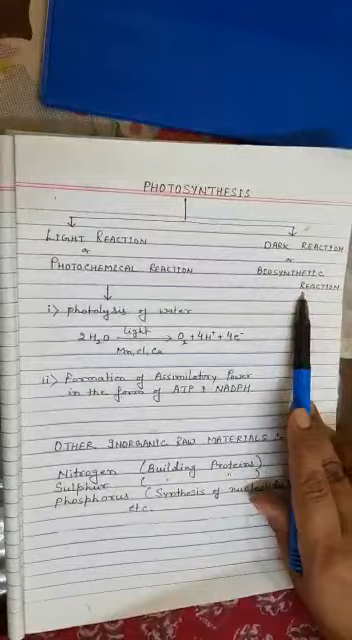 PHOTOSYNTHESIS
LIGHT REACTION
or
PHOTOCHEMICAL REACTION
DARK REACTION
or
BIOSYNTHETIC
REACTION
i) photolysis of water
2H₂O light → O₂ + 4H⁺ + 4e⁻
Mn, Cl, Ca
ii) Formation of Assimilatory Power
in the form of ATP & NADPH
OTHER INORGANIC RAW MATERIALS :-
Nitrogen (Building Proteins)
Sulphur ( " " )
Phosphorus (Synthesis of
etc.